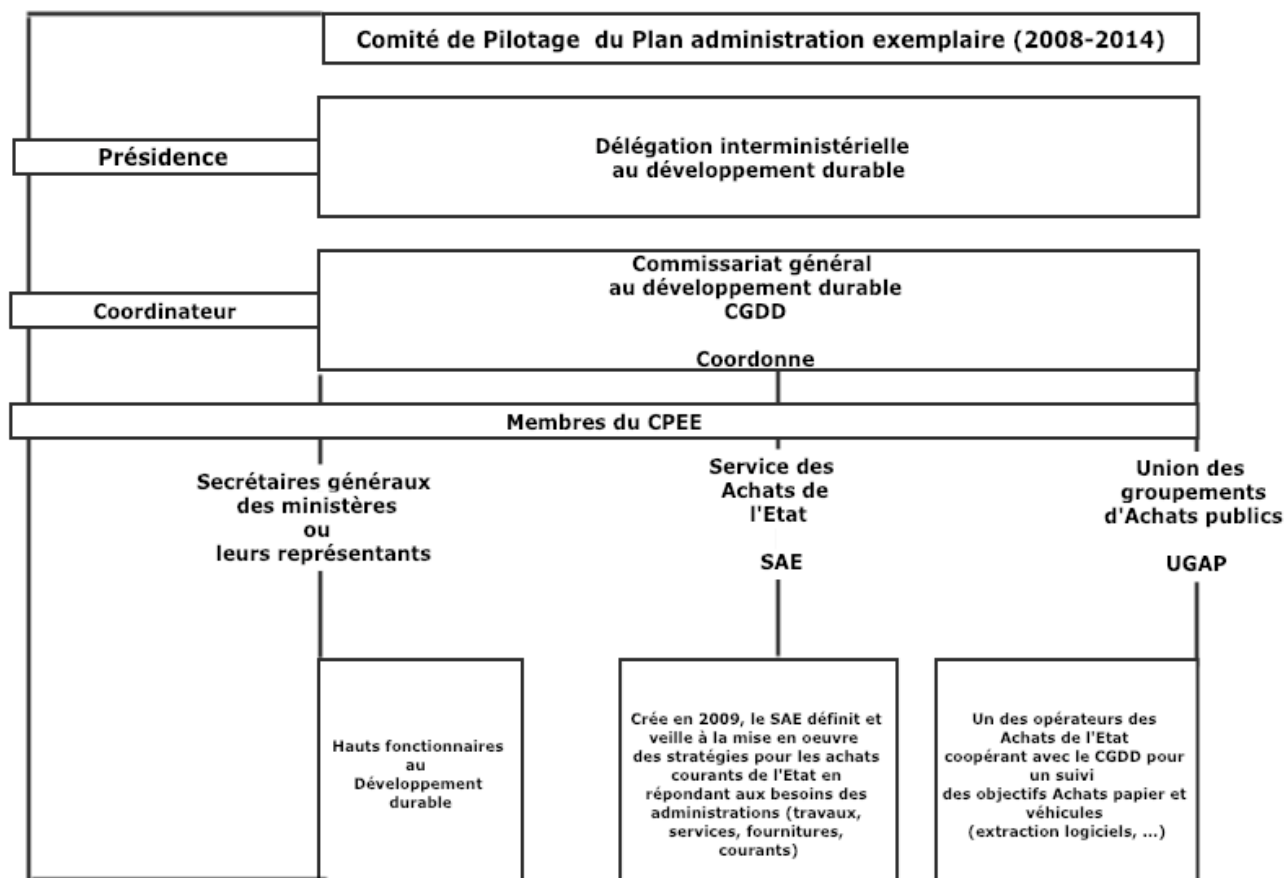 Comité de Pilotage du Plan administration exemplaire (2008-2014)
Présidence
Délégation interministérielle
au développement durable
Coordinateur
Commissariat général
au développement durable
CGDD
Coordonne
Membres du CPEE
Secrétaires généraux
des ministères
ou
leurs représentants
Service des
Achats de
l'Etat
SAE
Union des
groupements
d'Achats publics
UGAP
Hauts fonctionnaires
au
Développement
durable
Crée en 2009, le SAE définit et
veille à la mise en oeuvre
des stratégies pour les achats
courants de l'Etat en
répondant aux besoins des
administrations (travaux,
services, fournitures,
courants)
Un des opérateurs des
Achats de l'Etat
coopérant avec le CGDD pour
un suivi
des objectifs Achats papier et
véhicules
(extraction logiciels, ...)